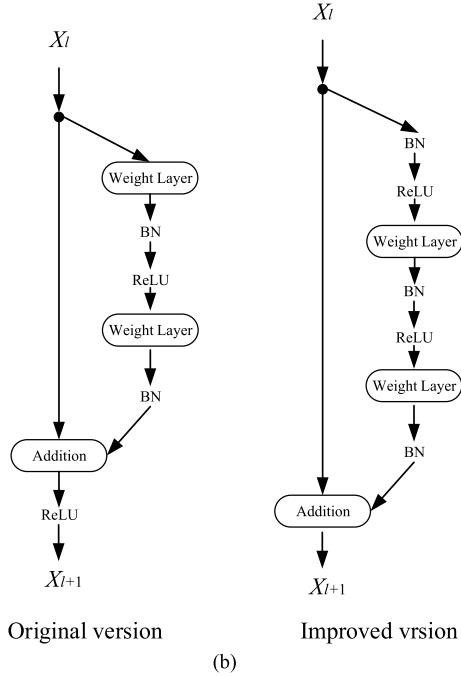 Xl
Weight Layer
BN
ReLU
Weight Layer
BN
Addition
ReLU
Xl+1
Original version
Xl
BN
ReLU
Weight Layer
BN
ReLU
Weight Layer
BN
Addition
Xl+1
Improved vrsion
(b)